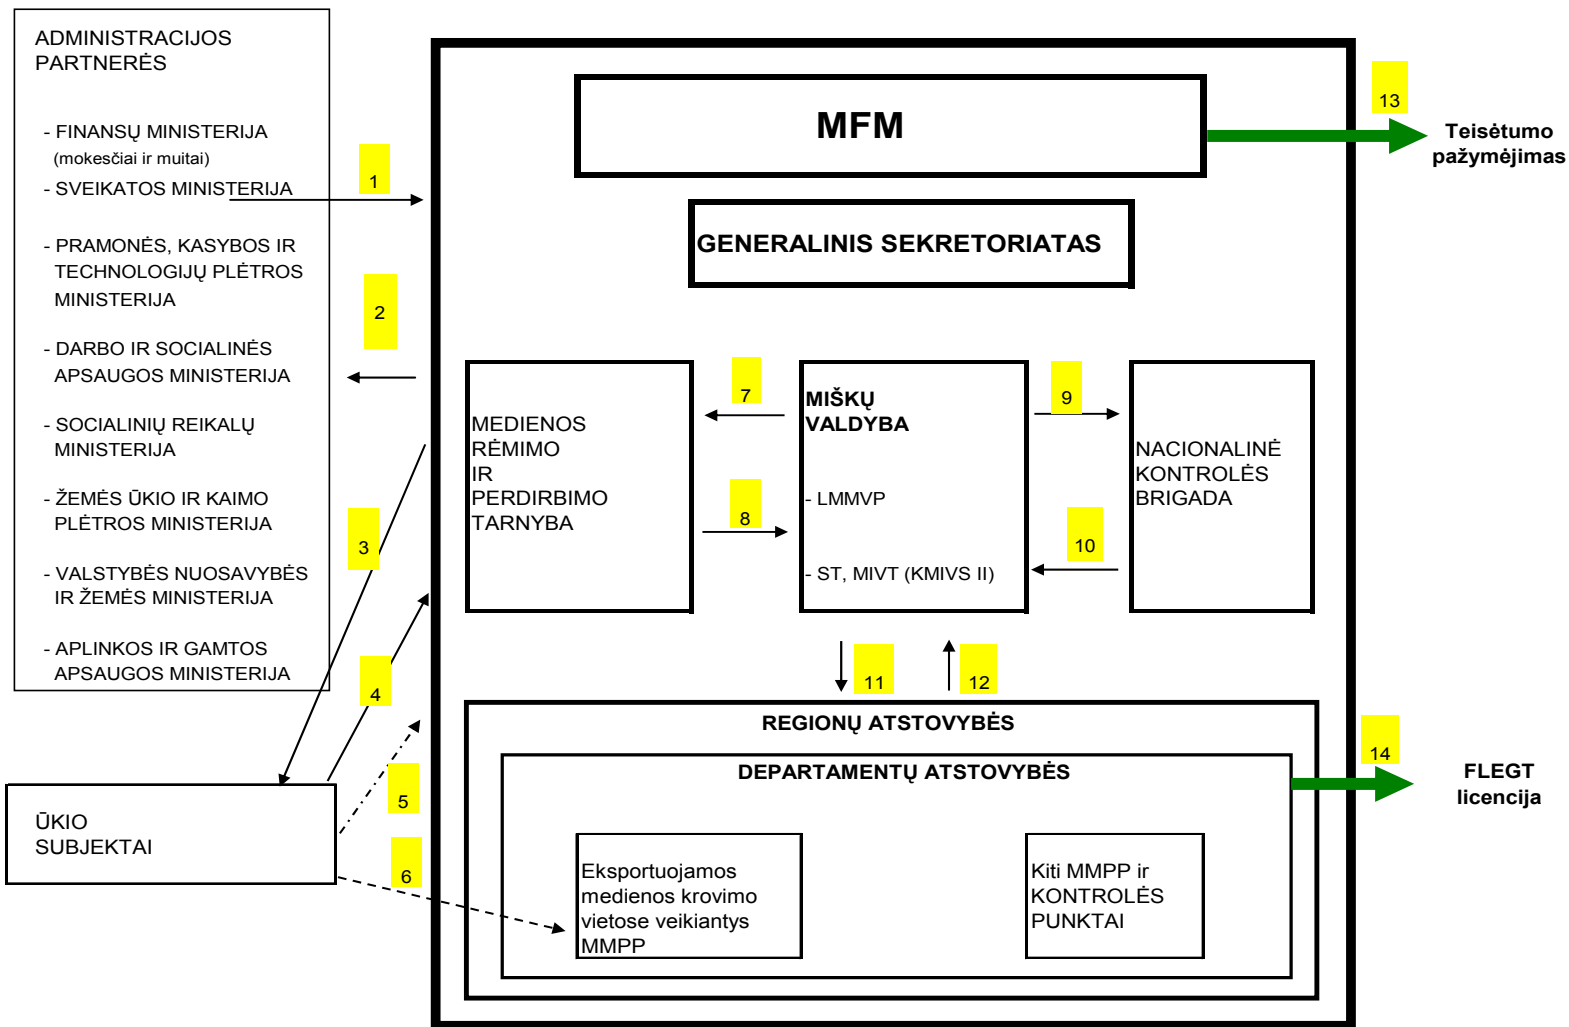 ADMINISTRACIJOS
PARTNERĖS
- FINANSŲ MINISTERIJA
(mokesčiai ir muitai)
- SVEIKATOS MINISTERIJA
- PRAMONĖS, KASYBOS IR
TECHNOLOGIJŲ PLĖTROS
MINISTERIJA
- DARBO IR SOCIALINĖS
APSAUGOS MINISTERIJA
- SOCIALINIŲ REIKALŲ
MINISTERIJA
- ŽEMĖS ŪKIO IR KAIMO
PLĖTROS MINISTERIJA
- VALSTYBĖS NUOSAVYBĖS
IR ŽEMĖS MINISTERIJA
- APLINKOS IR GAMTOS
APSAUGOS MINISTERIJA
1
2
3
4
5
6
ŪKIO
SUBJEKTAI
MFM
13
Teisėtumo
pažymėjimas
GENERALINIS SEKRETORIATAS
MEDIENOS
RĖMIMO
IR
PERDIRBIMO
TARNYBA
7
8
MIŠKŲ
VALDYBA
- LMMVP
- ST, MIVT (KMIVS II)
9
10
NACIONALINĖ
KONTROLĖS
BRIGADA
11
12
REGIONŲ ATSTOVYBĖS
DEPARTAMENTŲ ATSTOVYBĖS
14
FLEGT
licencija
Eksportuojamos
medienos krovimo
vietose veikiantys
MMPP
Kiti MMPP ir
KONTROLĖS
PUNKTAI